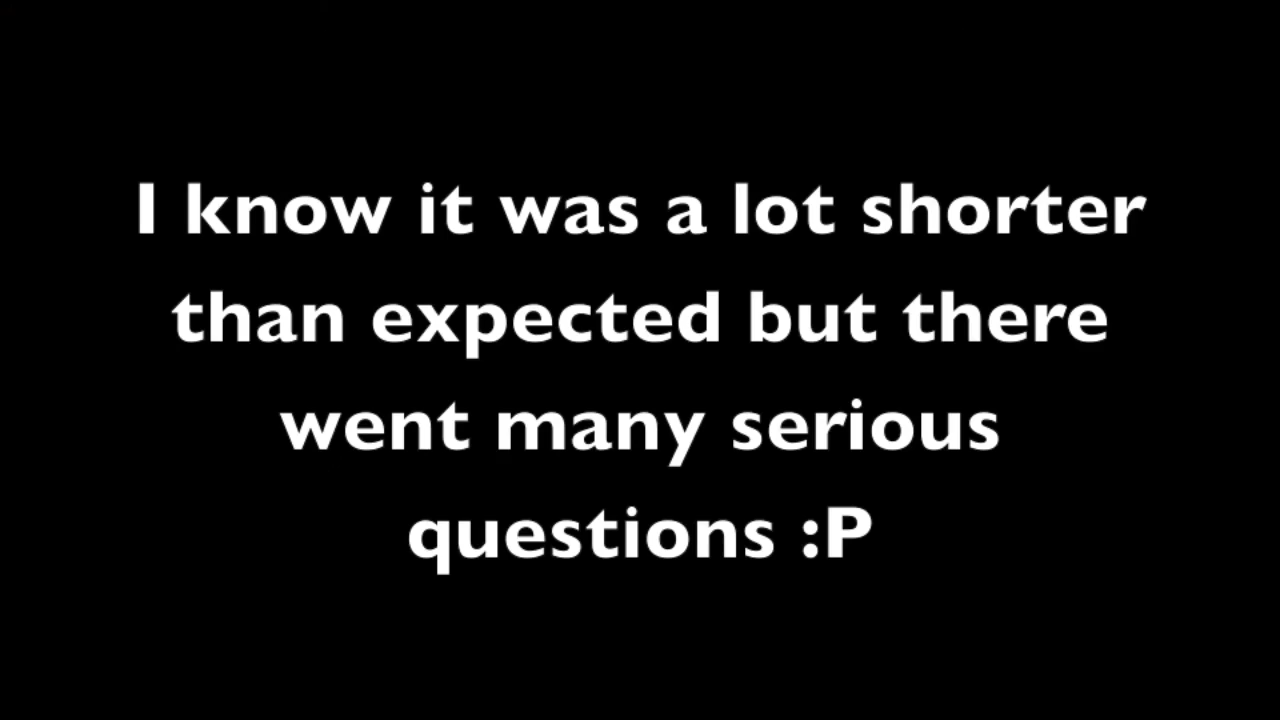 I know it was a lot shorter
than expected but there
went many serious
questions :P